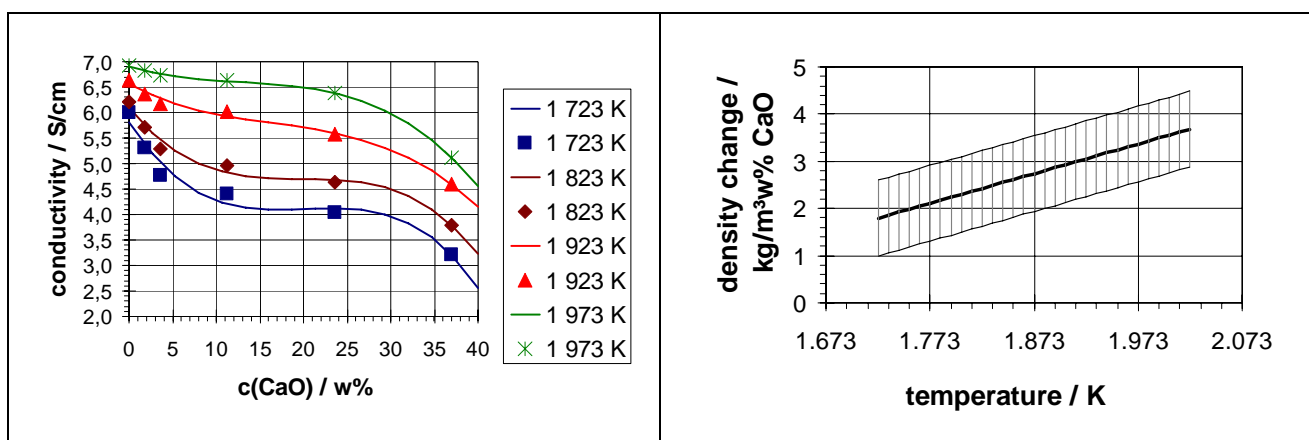 conductivity / S/cm
7,0
6,5
6,0
5,5
5,0
4,5
4,0
3,5
3,0
2,5
2,0
0 5 10 15 20 25 30 35 40
c(CaO) / w%
1 723 K
1 723 K
1 823 K
1 823 K
1 923 K
1 923 K
1 973 K
1 973 K
density change /
kg/m³w% CaO
5
4
3
2
1
0
1.673 1.773 1.873 1.973 2.073
temperature / K